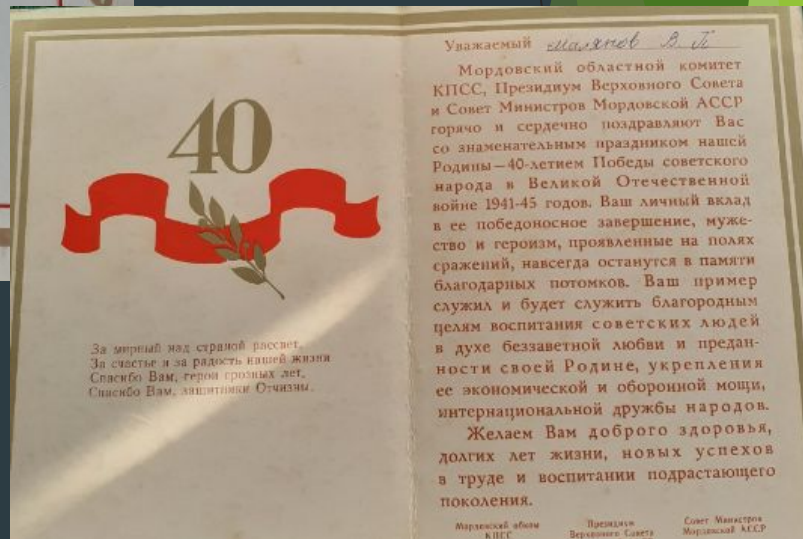 40
За мирный над страной рассвет,
За счастье и за радость нашей жизни
Спасибо Вам, герои грозных лет,
Спасибо Вам, защитники Отчизны.
Уважаемый Малянов В. П
Мордовский областной комитет
КПСС, Президиум Верховного Совета
и Совет Министров Мордовской АССР
горячо и сердечно поздравляют Вас
со знаменательным праздником нашей
Родины—40-летием Победы советского
народа в Великой Отечественной
войне 1941-45 годов. Ваш личный вклад
в ее победоносное завершение, муже-
ство и героизм, проявленные на полях
сражений, навсегда останутся в памяти
благодарных потомков. Ваш пример
служил и будет служить благородным
целям воспитания советских людей
в духе беззаветной любви и предан-
ности своей Родине, укрепления
ее экономической и оборонной мощи,
интернациональной дружбы народов.
Желаем Вам доброго здоровья,
долгих лет жизни, новых успехов
в труде и воспитании подрастающего
поколения.
Мордовский обком КПСС
Президиум Верховного Совета
Совет Министров Мордовской АССР